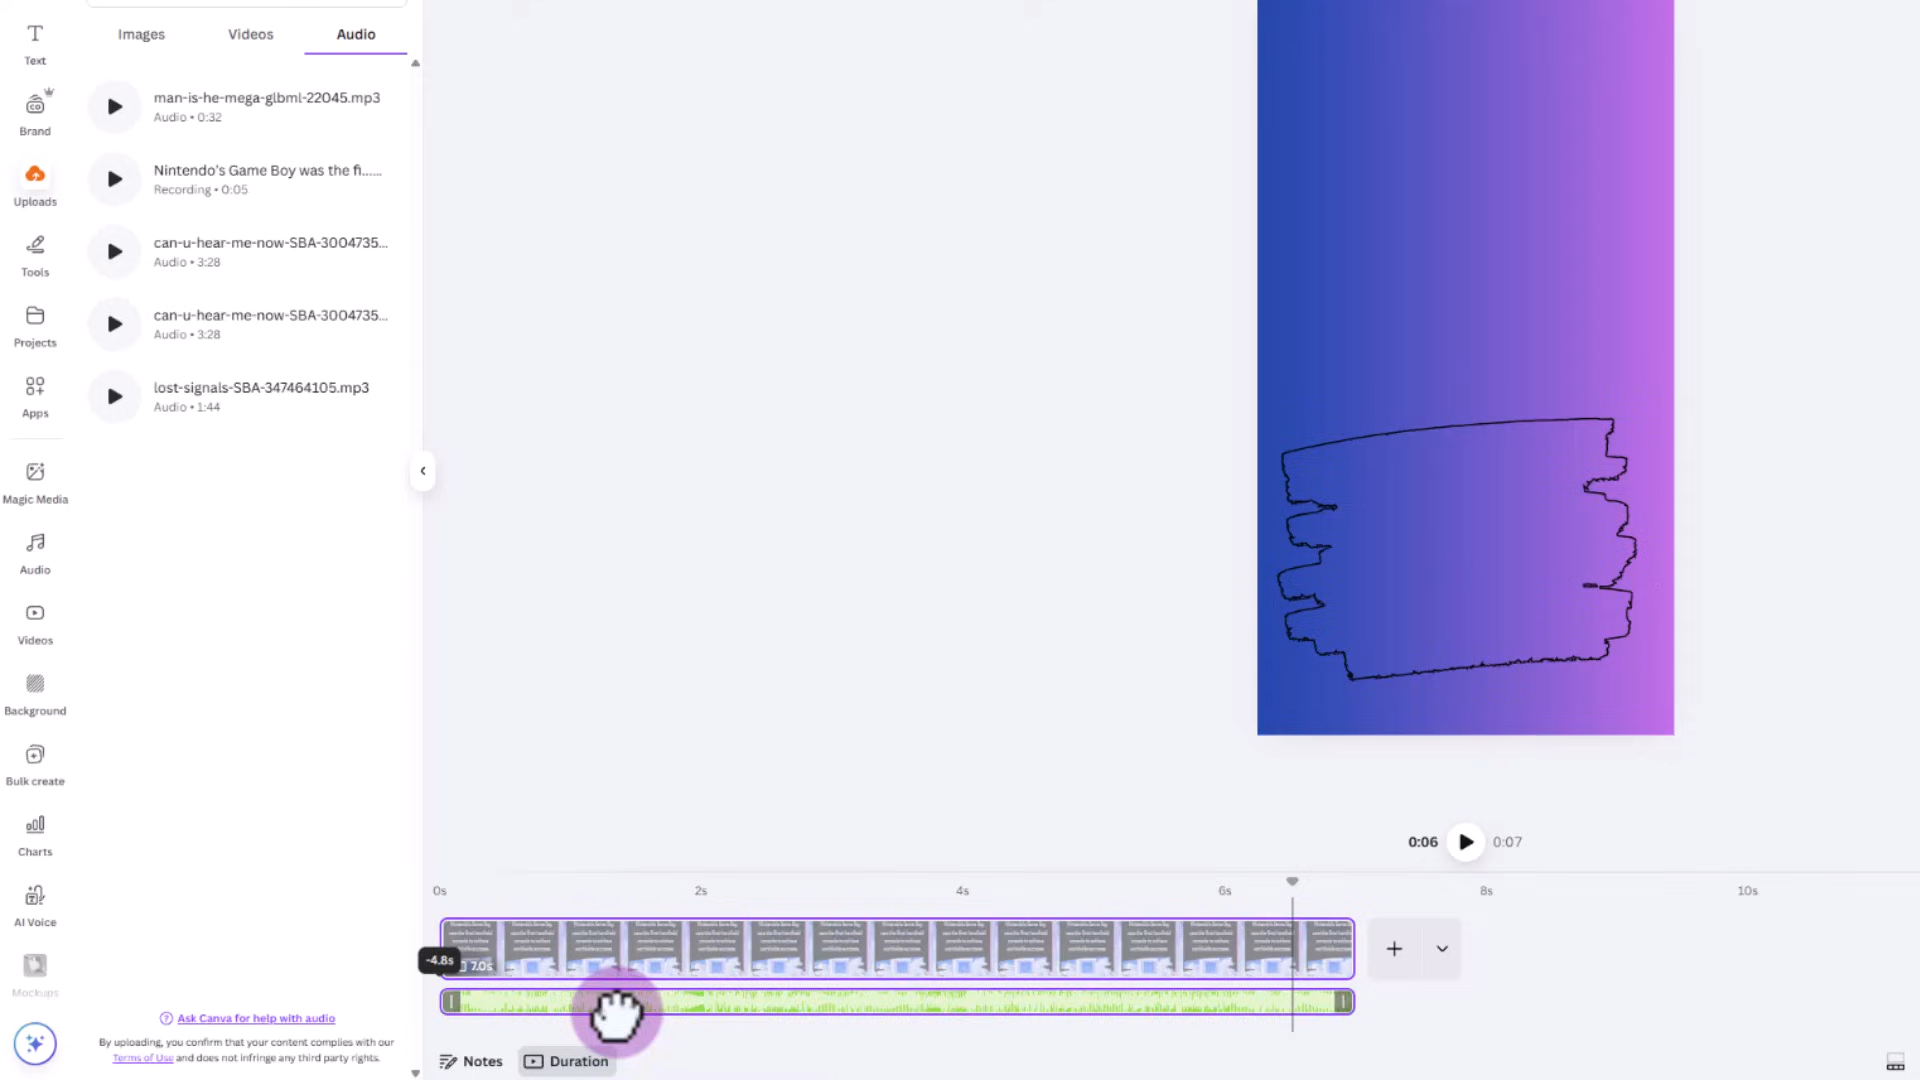 Text
Brand
Uploads
Tools
Projects
Apps
Magic Media
Audio
Videos
Background
Bulk create
Charts
AI Voice
Mockups
Images Videos Audio
man-is-he-mega-glbml-22045.mp3
Audio • 0:32
Nintendo's Game Boy was the fi......
Recording • 0:05
can-u-hear-me-now-SBA-3004735...
Audio • 3:28
can-u-hear-me-now-SBA-3004735...
Audio • 3:28
lost-signals-SBA-347464105.mp3
Audio • 1:44
Ask Canva for help with audio
By uploading, you confirm that your content complies with our
Terms of Use and does not infringe any third party rights.
0:06 0:07
0s 2s 4s 6s 8s 10s
-4.8s
7.0s
Notes Duration